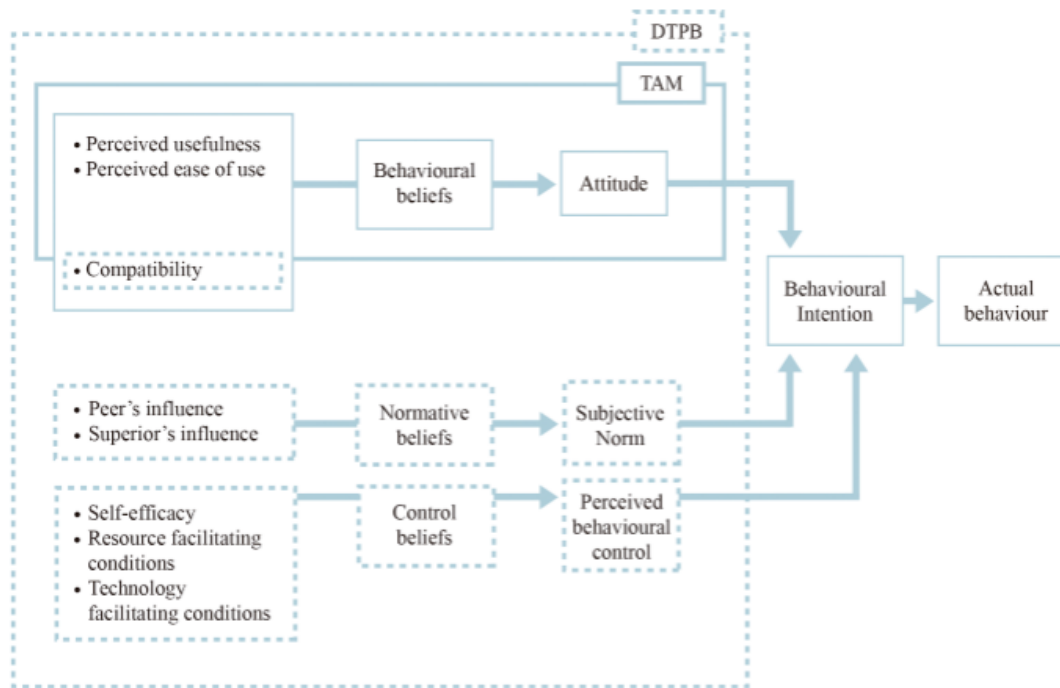 DTPB
TAM
• Perceived usefulness
• Perceived ease of use
• Compatibility
Behavioural
beliefs
Attitude
Behavioural
Intention
Actual
behaviour
• Peer's influence
• Superior's influence
Normative
beliefs
Subjective
Norm
• Self-efficacy
• Resource facilitating
conditions
• Technology
facilitating conditions
Control
beliefs
Perceived
behavioural
control